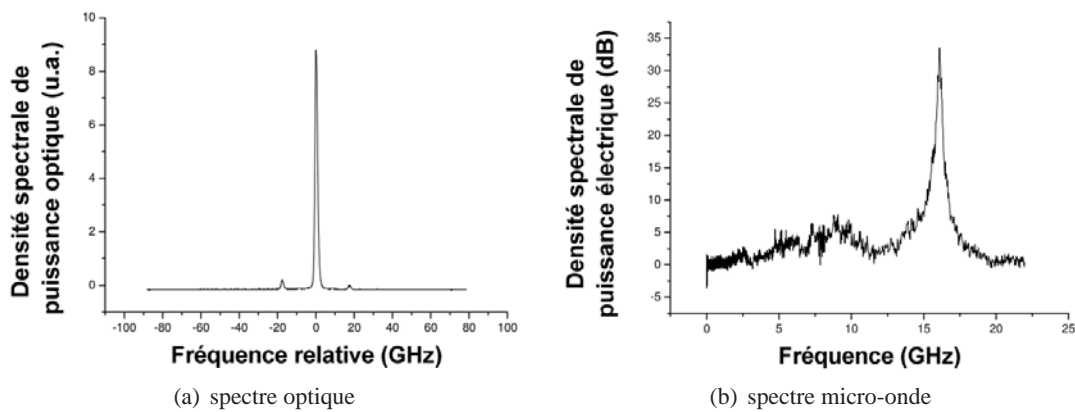 Densité spectrale de
puissance optique (u.a.)
10
8
6
4
2
0
-100 -80 -60 -40 -20 0 20 40 60 80 100
Fréquence relative (GHz)
(a) spectre optique
Densité spectrale de
puissance électrique (dB)
35
30
25
20
15
10
5
0
-5
0 5 10 15 20 25
Fréquence (GHz)
(b) spectre micro-onde